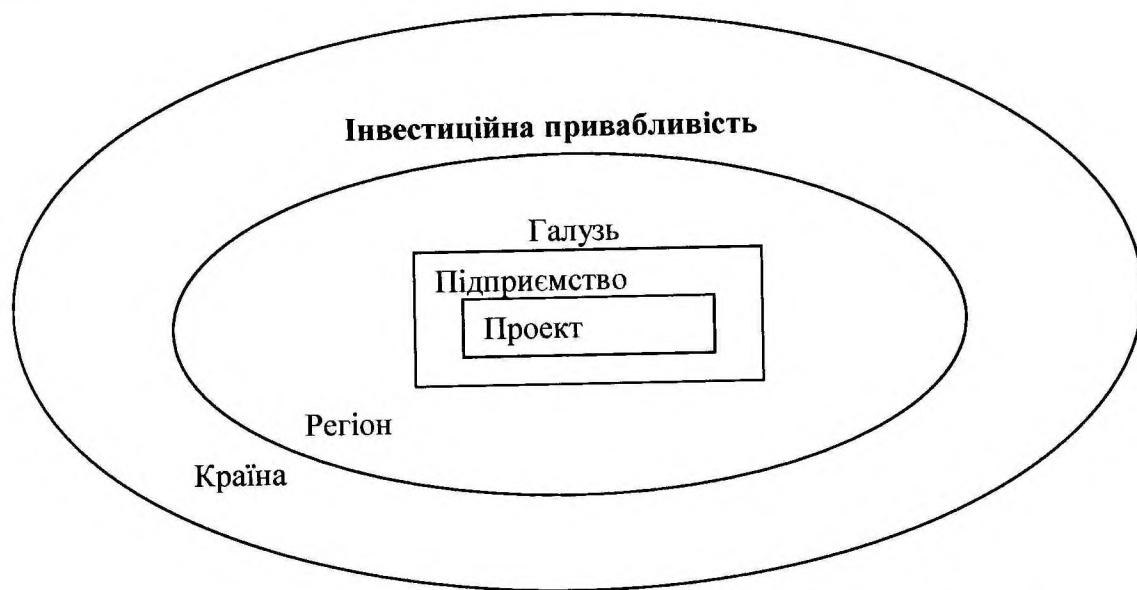 Інвестиційна привабливість
Галузь
Підприємство
Проект
Регіон
Країна